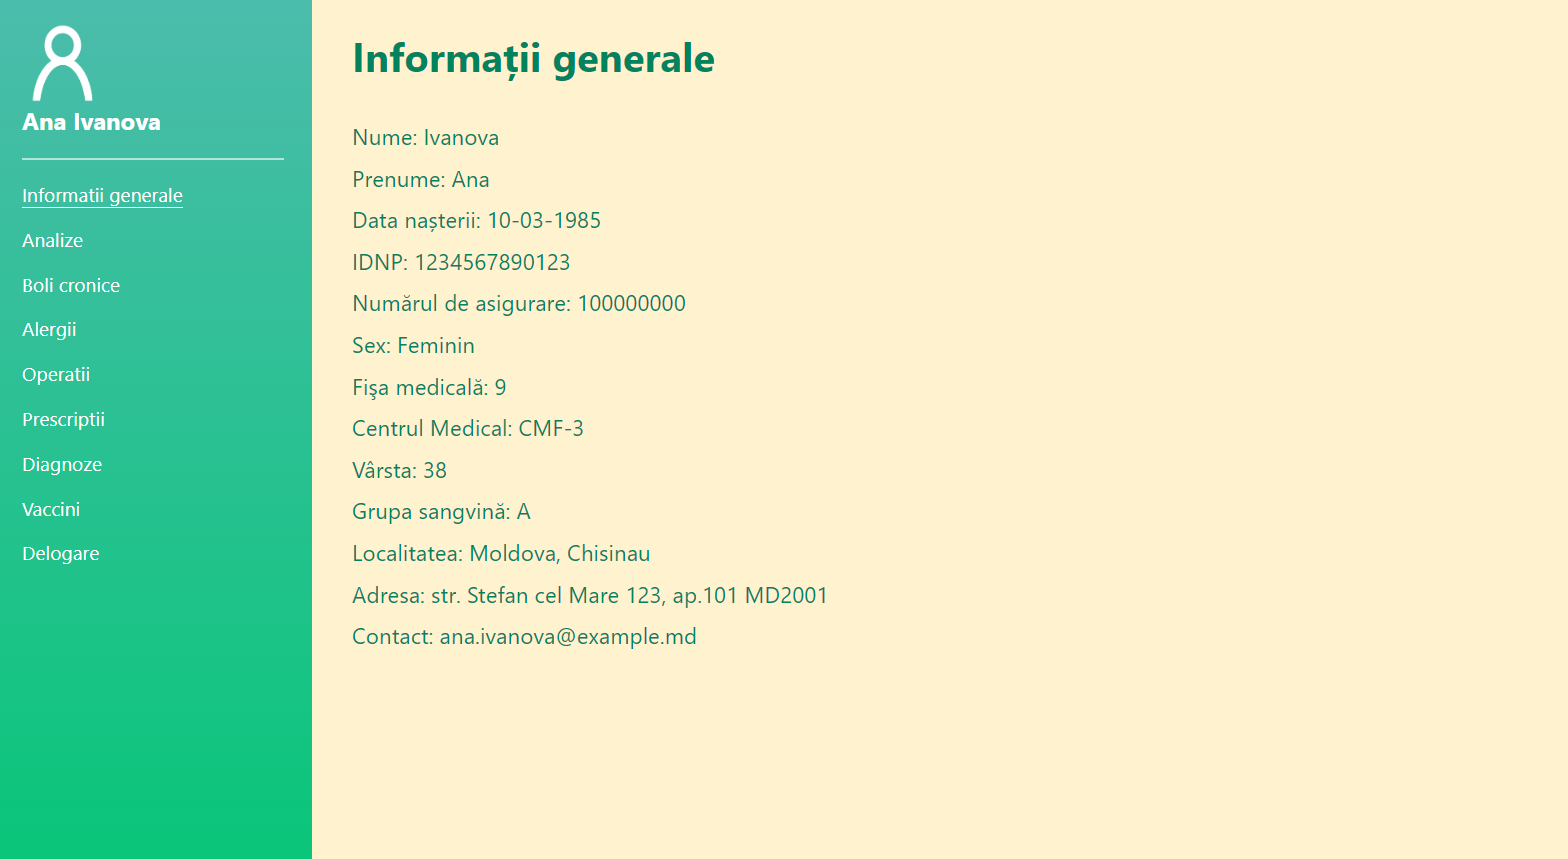 Ana Ivanova
Informatii generale
Analize
Boli cronice
Alergii
Operatii
Prescriptii
Diagnoze
Vaccini
Delogare
Informații generale
Nume: Ivanova
Prenume: Ana
Data nașterii: 10-03-1985
IDNP: 1234567890123
Numărul de asigurare: 100000000
Sex: Feminin
Fişa medicală: 9
Centrul Medical: CMF-3
Vârsta: 38
Grupa sangvină: A
Localitatea: Moldova, Chisinau
Adresa: str. Stefan cel Mare 123, ap.101 MD2001
Contact: ana.ivanova@example.md